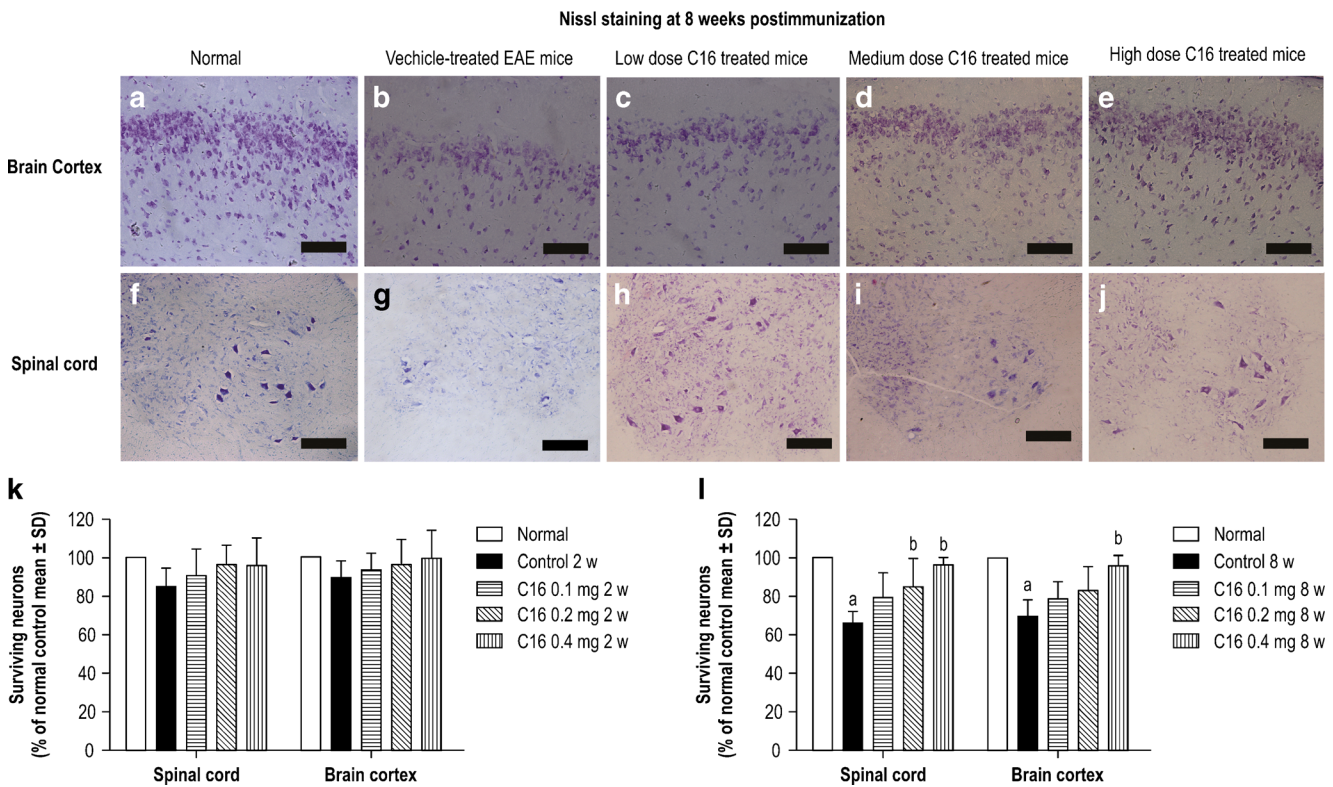 Nissl staining at 8 weeks postimmunization
Normal
Vechicle-treated EAE mice
Low dose C16 treated mice
Medium dose C16 treated mice
High dose C16 treated mice
Brain Cortex
a
b
c
d
e
Spinal cord
f
g
h
i
j
k
Surviving neurons
(% of normal control mean ± SD)
120
100
80
60
40
20
0
Spinal cord
Brain cortex
Normal
Control 2 w
C16 0.1 mg 2 w
C16 0.2 mg 2 w
C16 0.4 mg 2 w
l
Surviving neurons
(% of normal control mean ± SD)
120
100
80
60
40
20
0
a
b
b
a
b
Spinal cord
Brain cortex
Normal
Control 8 w
C16 0.1 mg 8 w
C16 0.2 mg 8 w
C16 0.4 mg 8 w